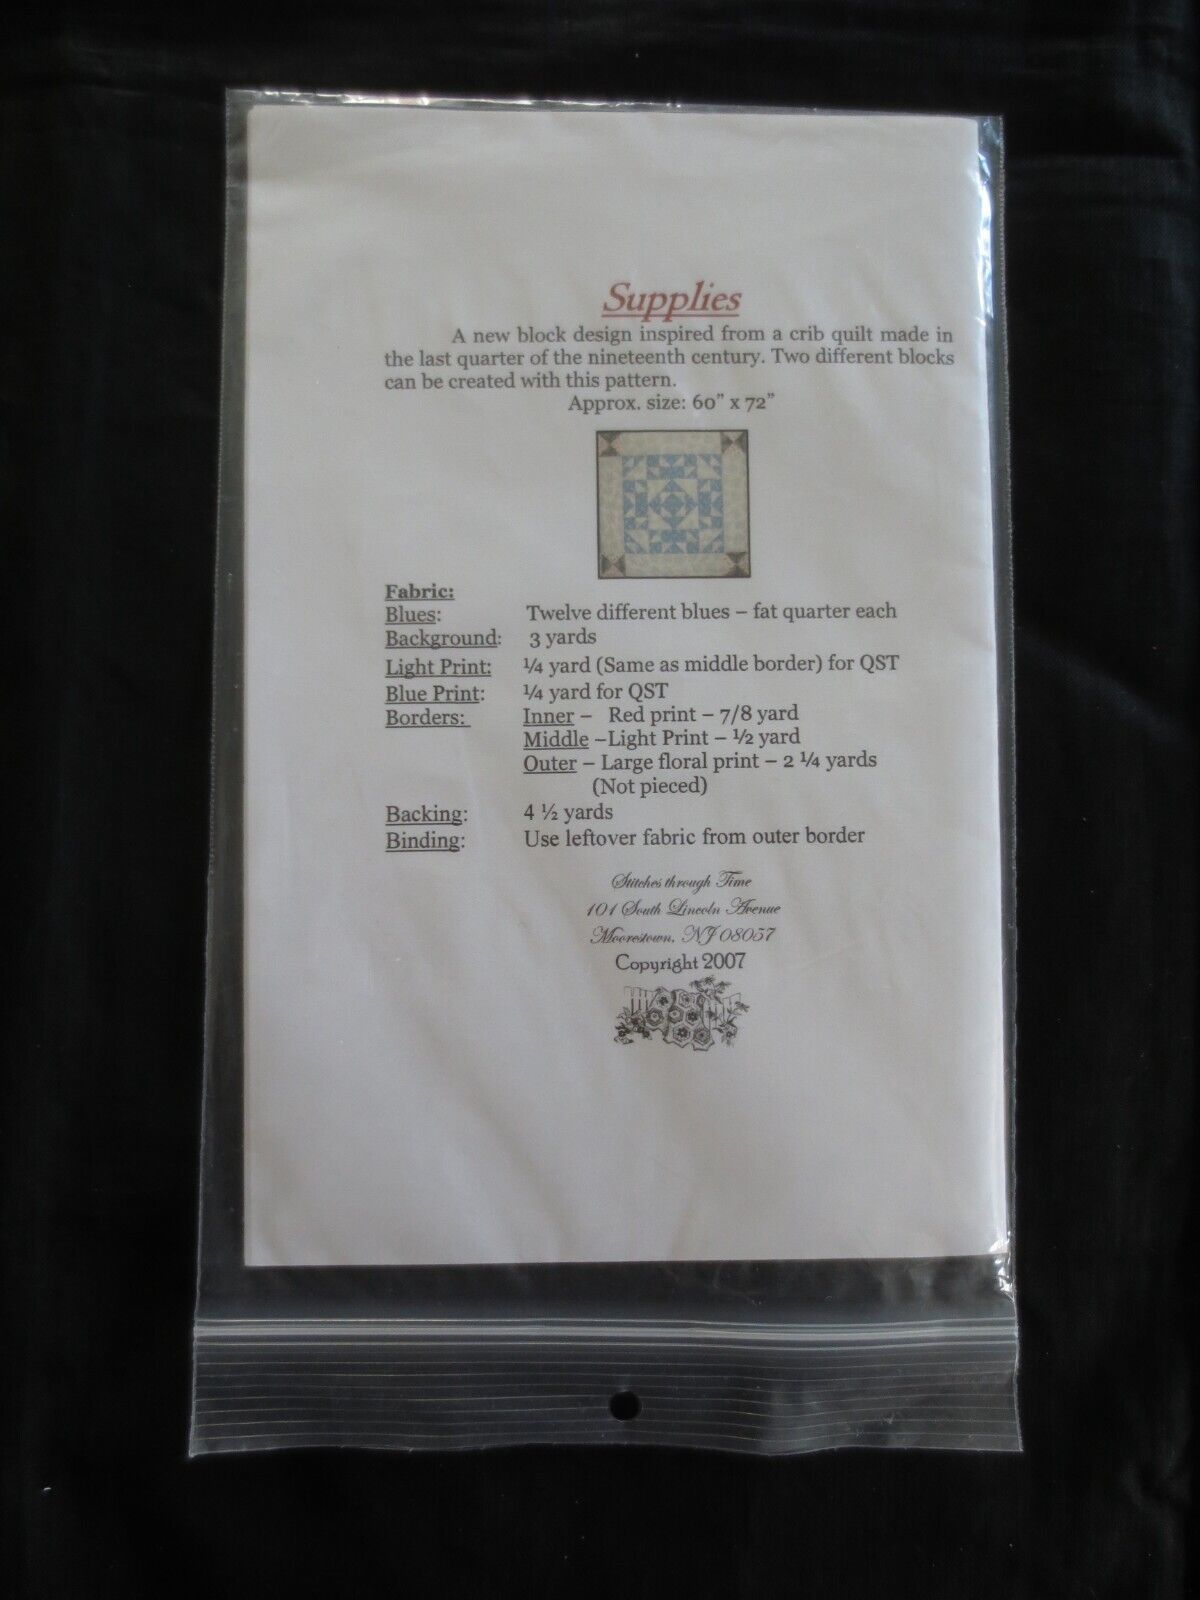 Supplies
A new block design inspired from a crib quilt made in
the last quarter of the nineteenth century. Two different blocks
can be created with this pattern.
Approx. size: 60” x 72”
Fabric:
Blues: Twelve different blues – fat quarter each
Background: 3 yards
Light Print: ¼ yard (Same as middle border) for QST
Blue Print: ¼ yard for QST
Borders: Inner – Red print – 7/8 yard
Middle –Light Print – ½ yard
Outer – Large floral print – 2 ¼ yards
(Not pieced)
Backing: 4 ½ yards
Binding: Use leftover fabric from outer border
Stitches through Time
101 South Lincoln Avenue
Moorestown, NJ 08057
Copyright 2007